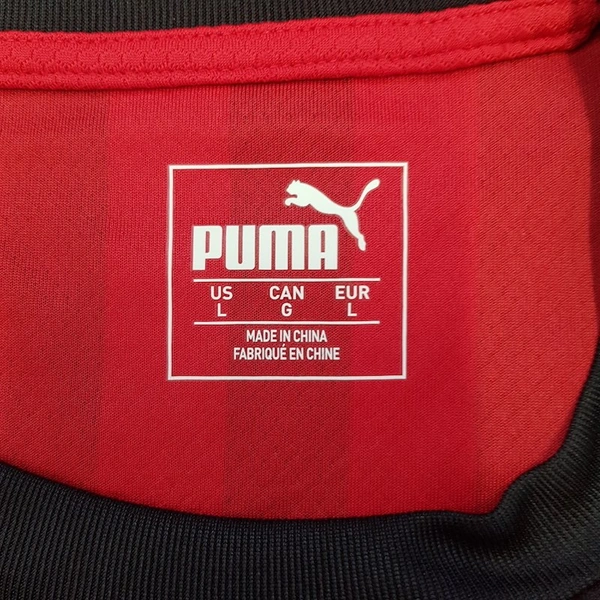 PUMA
US CAN EUR
L G L
MADE IN CHINA
FABRIQUÉ EN CHINE